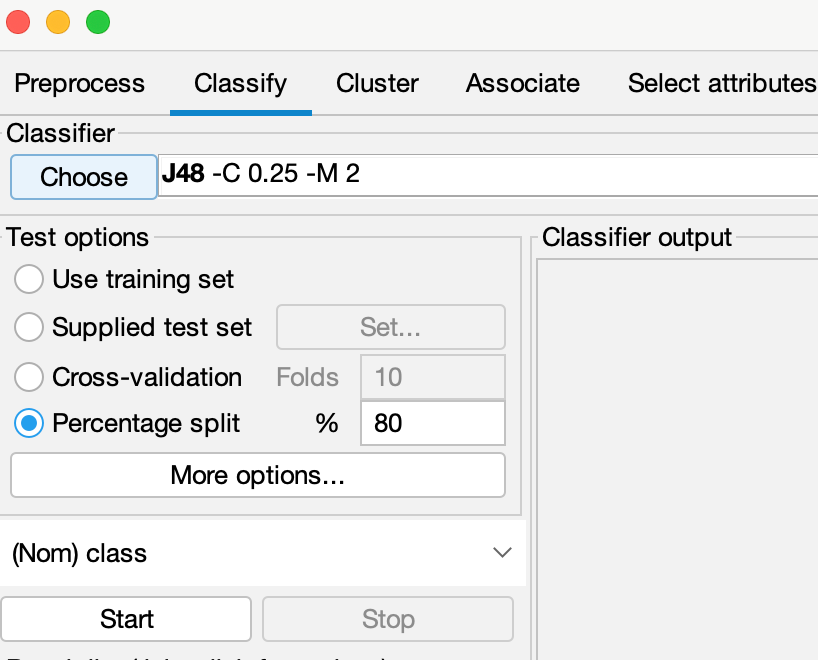 Preprocess Classify Cluster Associate Select attributes
Classifier
Choose J48 -C 0.25 -M 2
Test options
Use training set
Supplied test set Set...
Cross-validation Folds 10
Percentage split % 80
More options...
(Nom) class
Start Stop
Classifier output